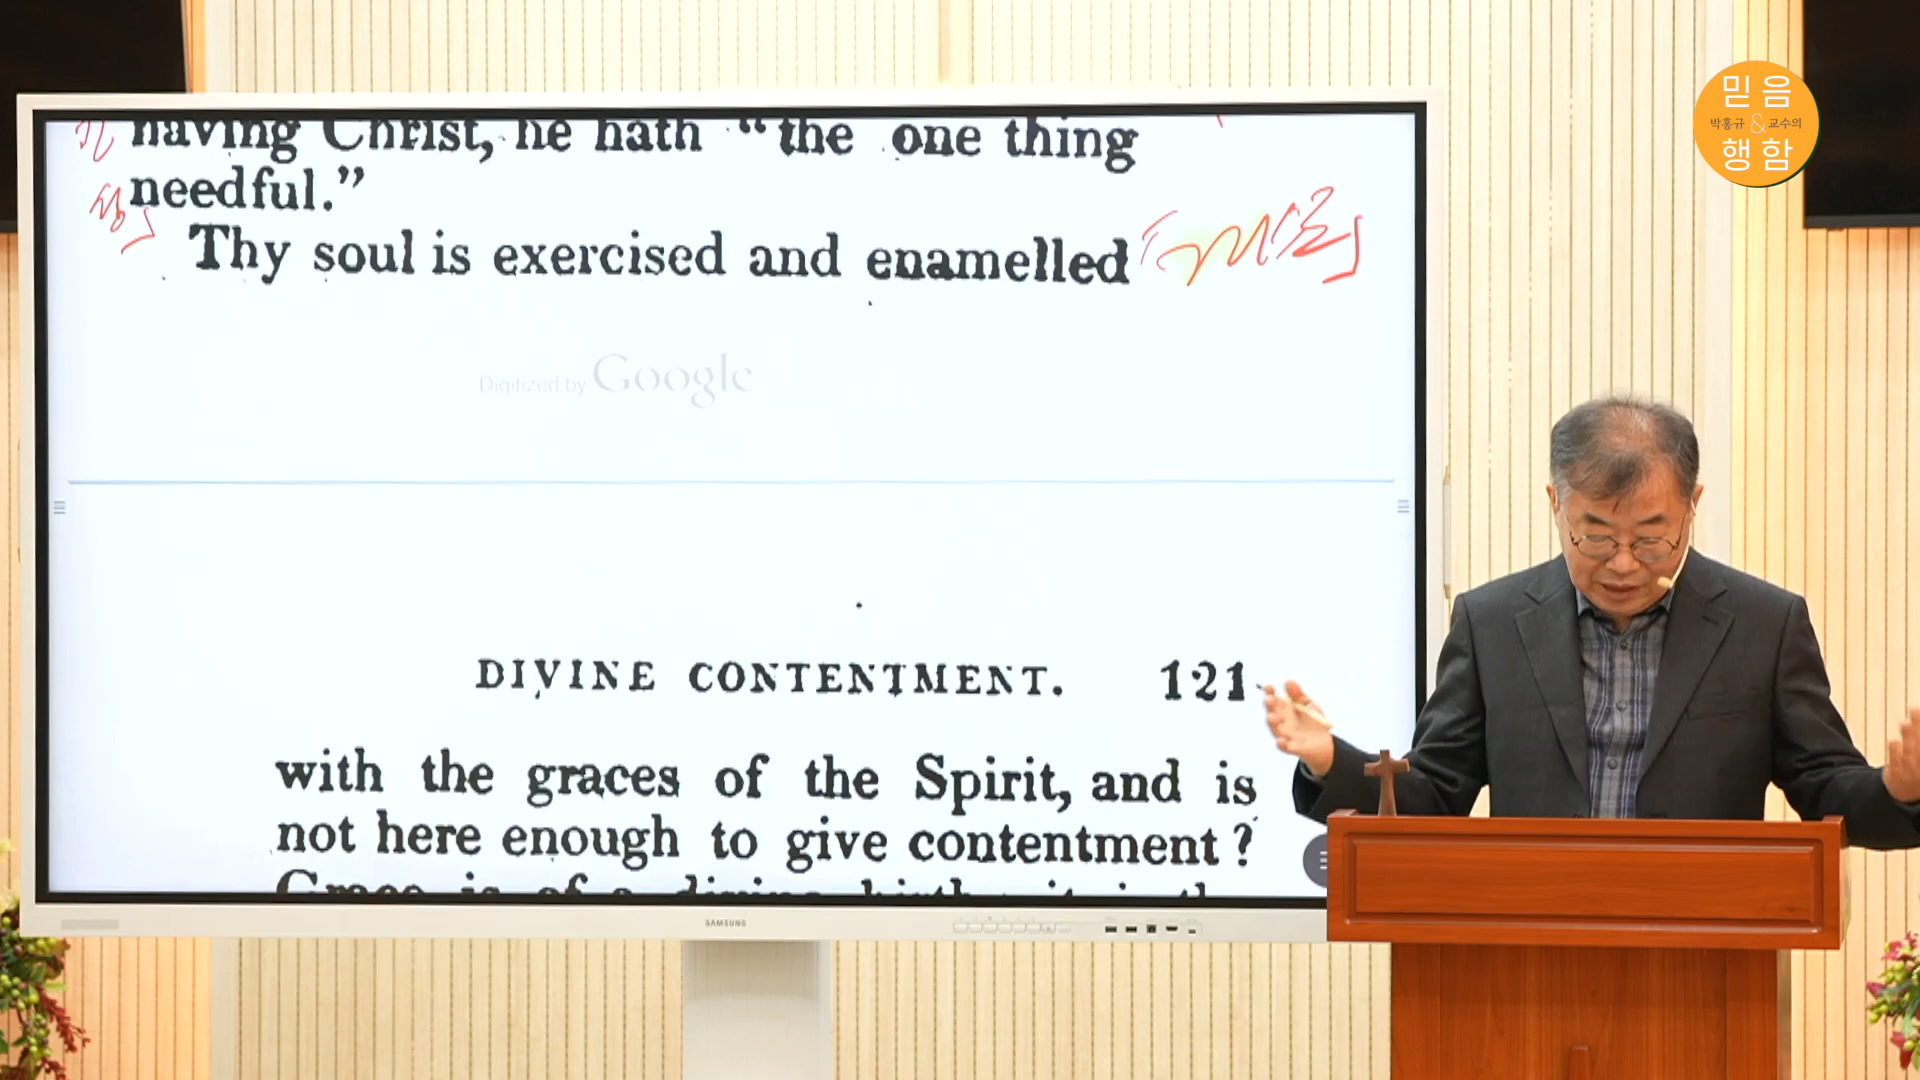 having Christ, he hath “the one thing
needful.”
Thy soul is exercised and enamelled
Digitized by Google
DIVINE CONTENTMENT. 121
with the graces of the Spirit, and is
not here enough to give contentment?
SAMSUNG
믿음
박홍규 & 교수의
행함